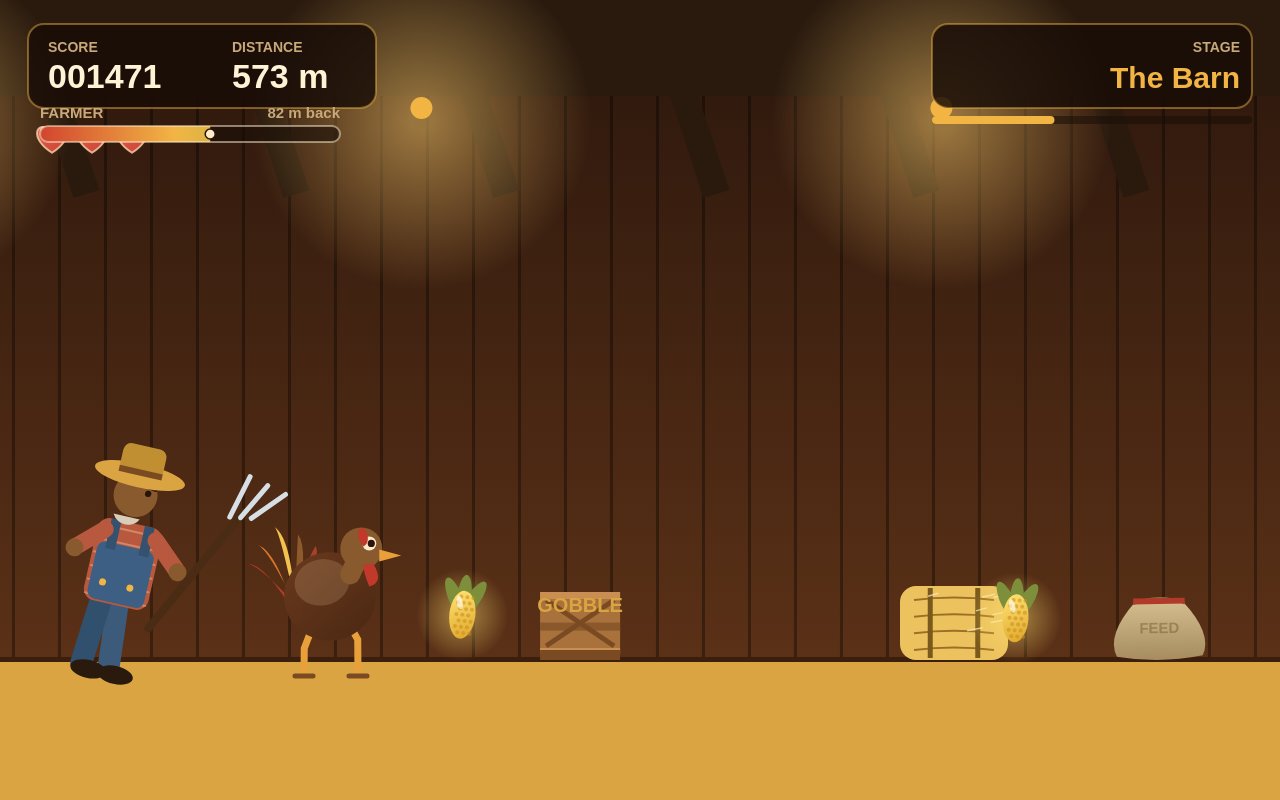 SCORE
DISTANCE
001471
573 m
FARMER
82 m back
STAGE
The Barn
GOBBLE
FEED